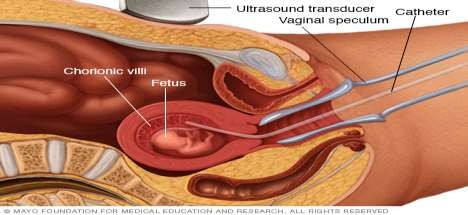 Ultrasound transducer
Vaginal speculum
Catheter
Chorionic villi
Fetus
© MAYO FOUNDATION FOR MEDICAL EDUCATION AND RESEARCH. ALL RIGHTS RESERVED